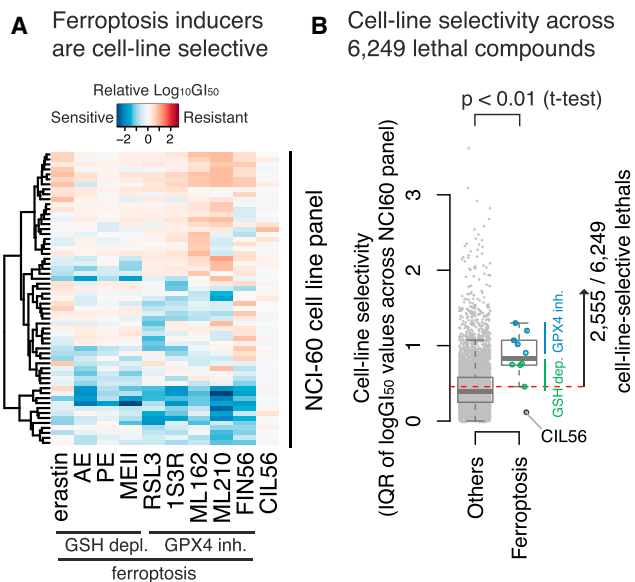 A
Ferroptosis inducers
are cell-line selective
Relative Log10GI50
Sensitive
Resistant
−2 0 2
NCI-60 cell line panel
erastin
AE
PE
MEII
RSL3
1S3R
ML162
ML210
FIN56
CIL56
GSH depl.
GPX4 inh.
ferroptosis
B
Cell-line selectivity across
6,249 lethal compounds
p < 0.01 (t-test)
Cell-line selectivity
(IQR of logGI50 values across NCI60 panel)
3
2
1
0
GPX4 inh.
GSH dep.
2,555 / 6,249
cell-line-selective lethals
CIL56
Others
Ferroptosis